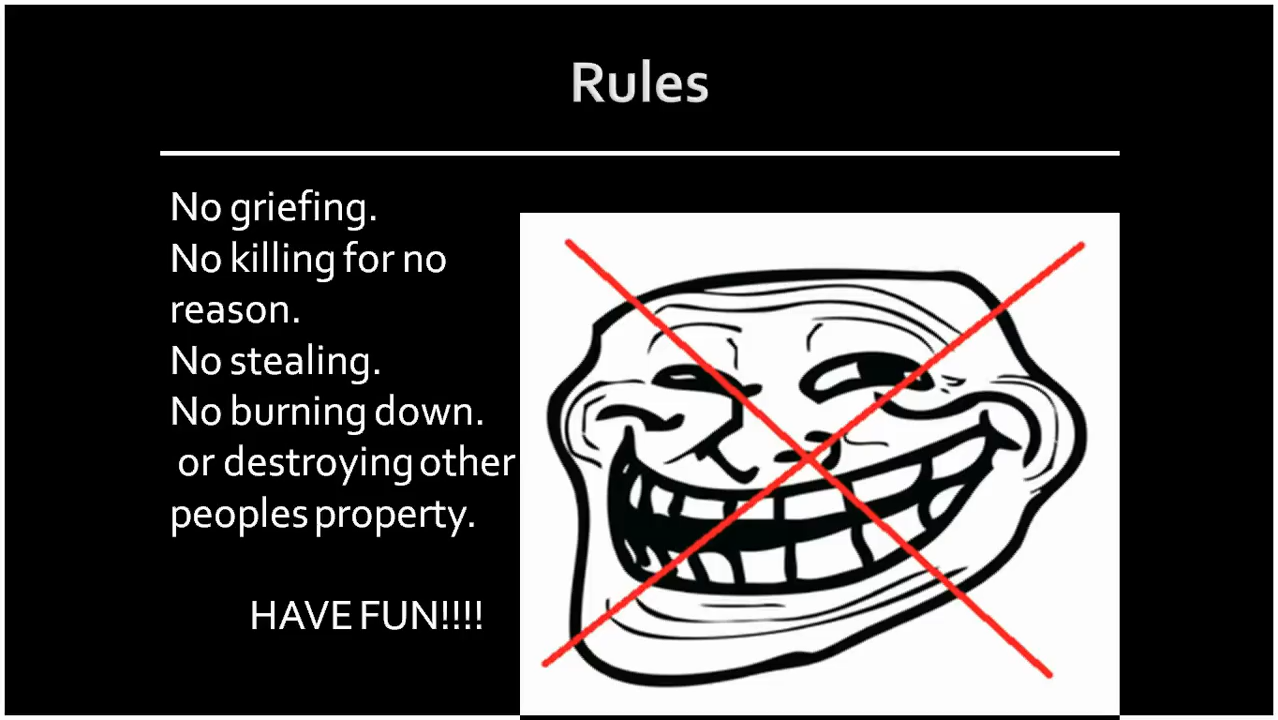 Rules
No griefing.
No killing for no
reason.
No stealing.
No burning down.
or destroying other
peoples property.
HAVE FUN!!!!